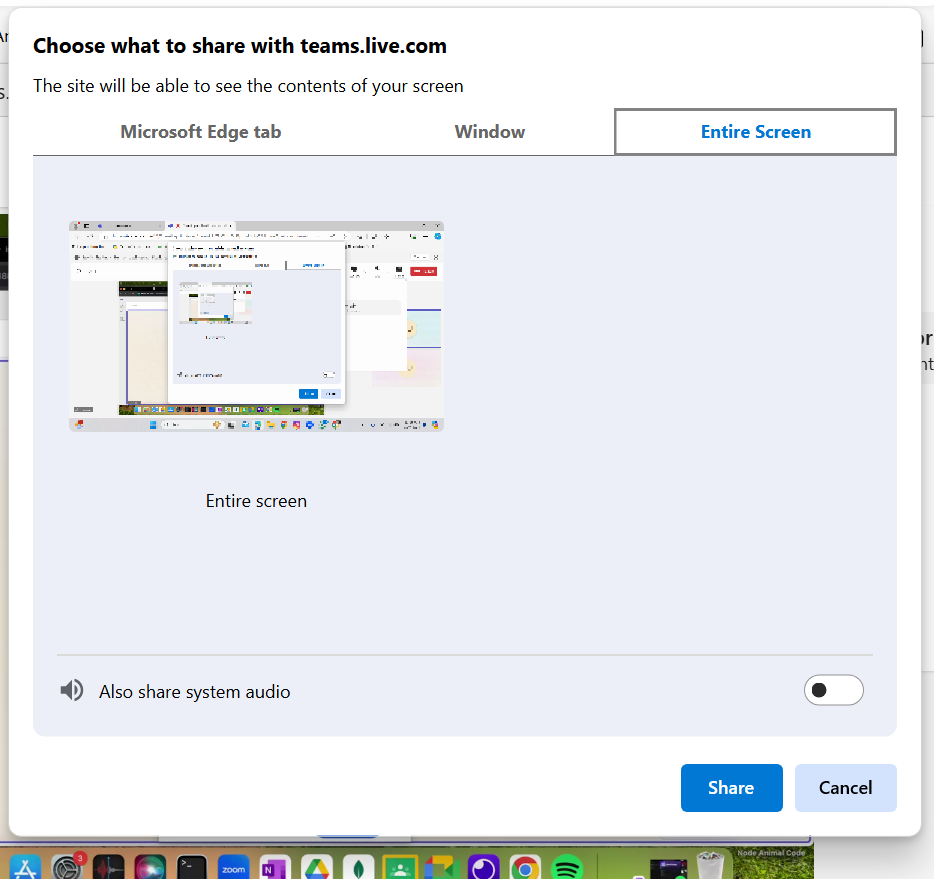 Choose what to share with teams.live.com
The site will be able to see the contents of your screen
Microsoft Edge tab
Window
Entire Screen
Entire screen
Also share system audio
Share
Cancel
3
zoom
N
Node Animal Code